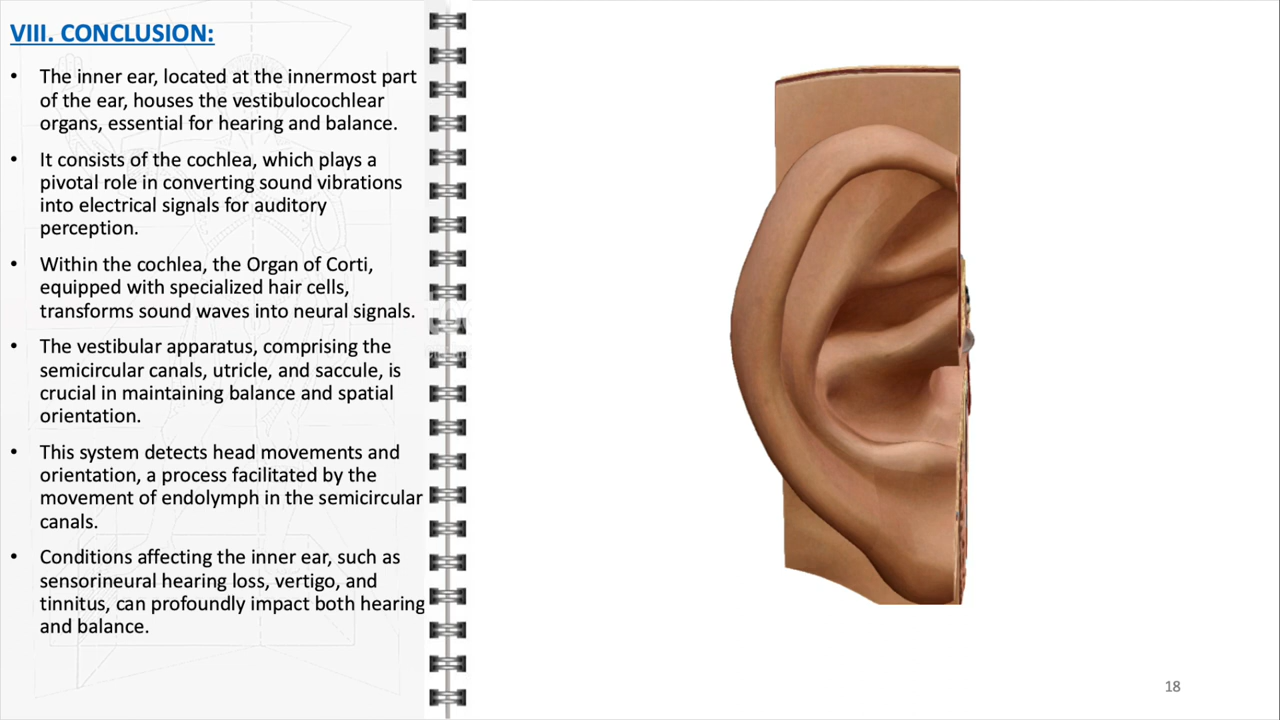 VIII. CONCLUSION:
• The inner ear, located at the innermost part
of the ear, houses the vestibulocochlear
organs, essential for hearing and balance.
• It consists of the cochlea, which plays a
pivotal role in converting sound vibrations
into electrical signals for auditory
perception.
• Within the cochlea, the Organ of Corti,
equipped with specialized hair cells,
transforms sound waves into neural signals.
• The vestibular apparatus, comprising the
semicircular canals, utricle, and saccule, is
crucial in maintaining balance and spatial
orientation.
• This system detects head movements and
orientation, a process facilitated by the
movement of endolymph in the semicircular
canals.
• Conditions affecting the inner ear, such as
sensorineural hearing loss, vertigo, and
tinnitus, can profoundly impact both hearing
and balance.
18